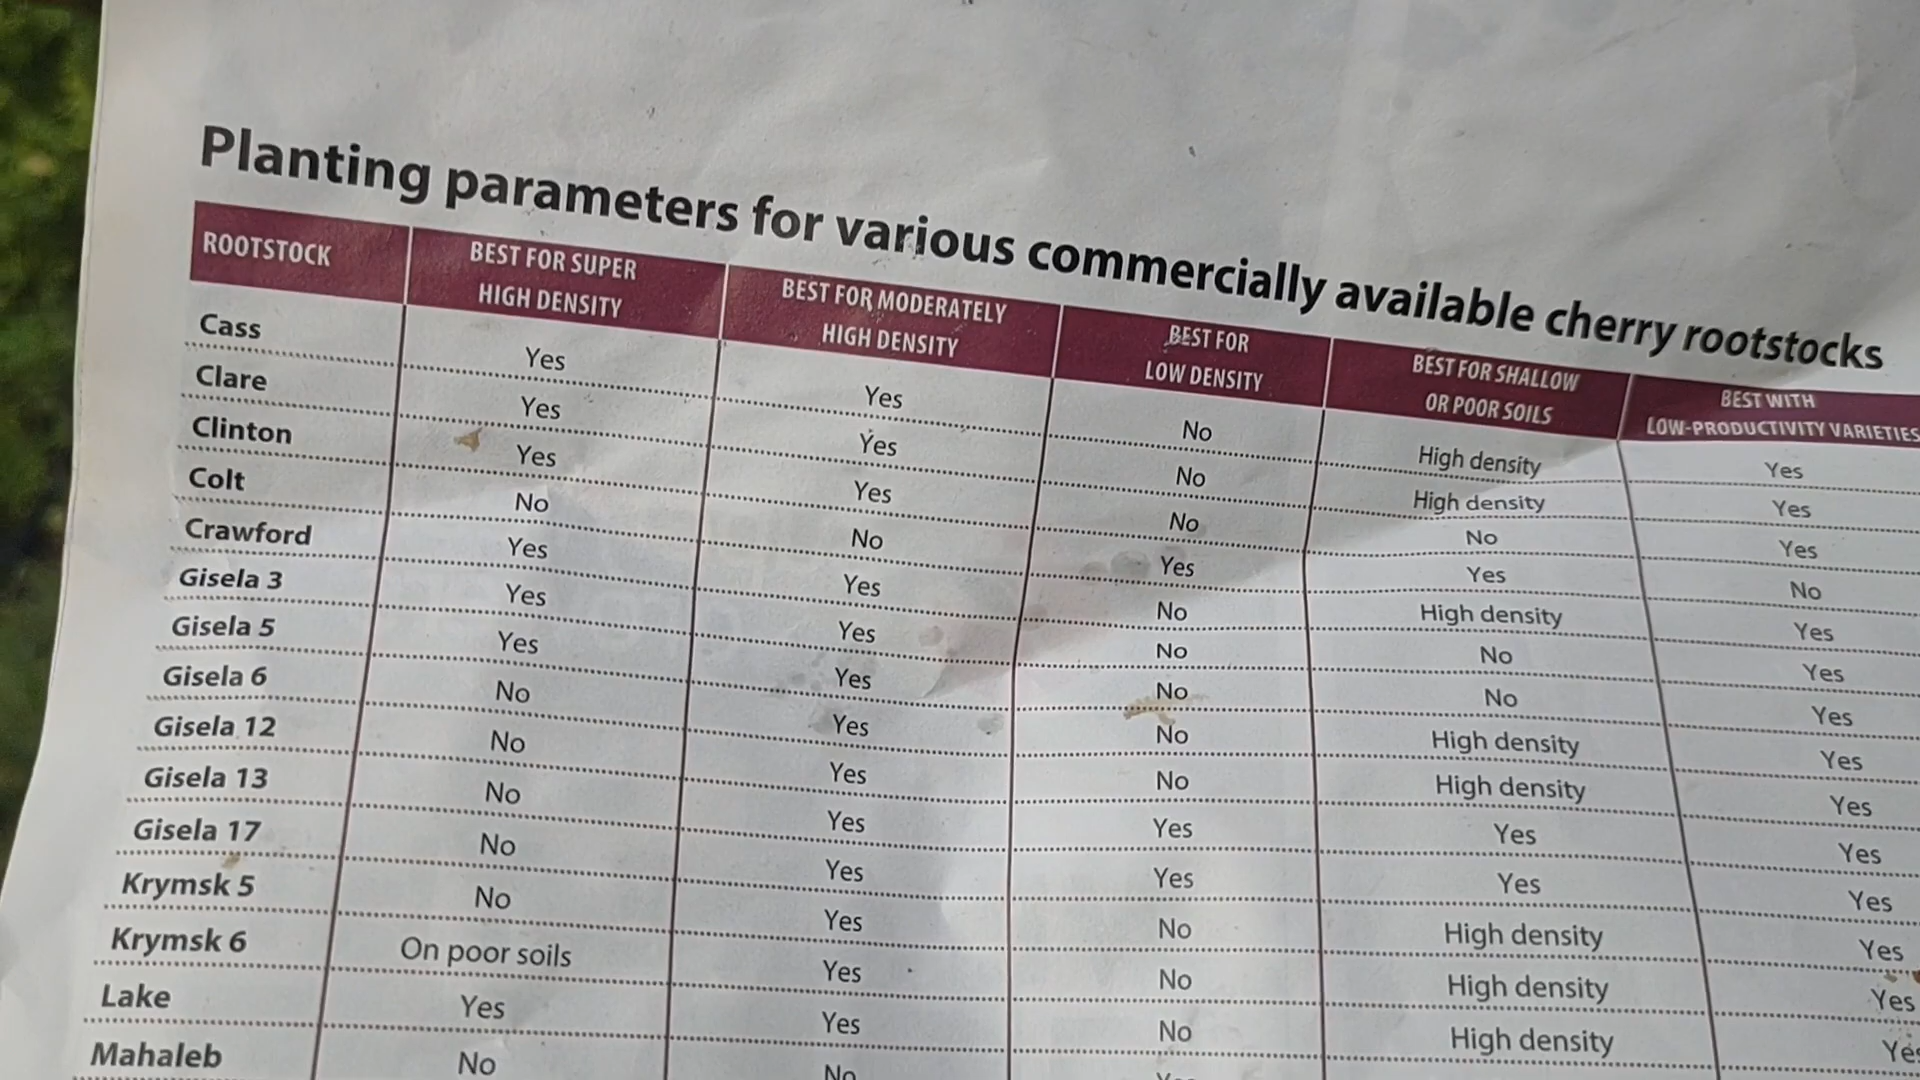 Planting parameters for various commercially available cherry rootstocks
ROOTSTOCK BEST FOR SUPER HIGH DENSITY BEST FOR MODERATELY HIGH DENSITY BEST FOR LOW DENSITY BEST FOR SHALLOW OR POOR SOILS BEST WITH LOW-PRODUCTIVITY VARIETIES
Cass Yes Yes No High density Yes
Clare Yes Yes No High density Yes
Clinton Yes Yes No No Yes
Colt No No Yes Yes No
Crawford Yes Yes No High density Yes
Gisela 3 Yes Yes No No Yes
Gisela 5 Yes Yes No No Yes
Gisela 6 No Yes No High density Yes
Gisela 12 No Yes No High density Yes
Gisela 13 No Yes Yes Yes Yes
Gisela 17 No Yes Yes Yes Yes
Krymsk 5 No Yes No High density Yes
Krymsk 6 On poor soils Yes No High density Yes
Lake Yes Yes No High density Yes
Mahaleb No No